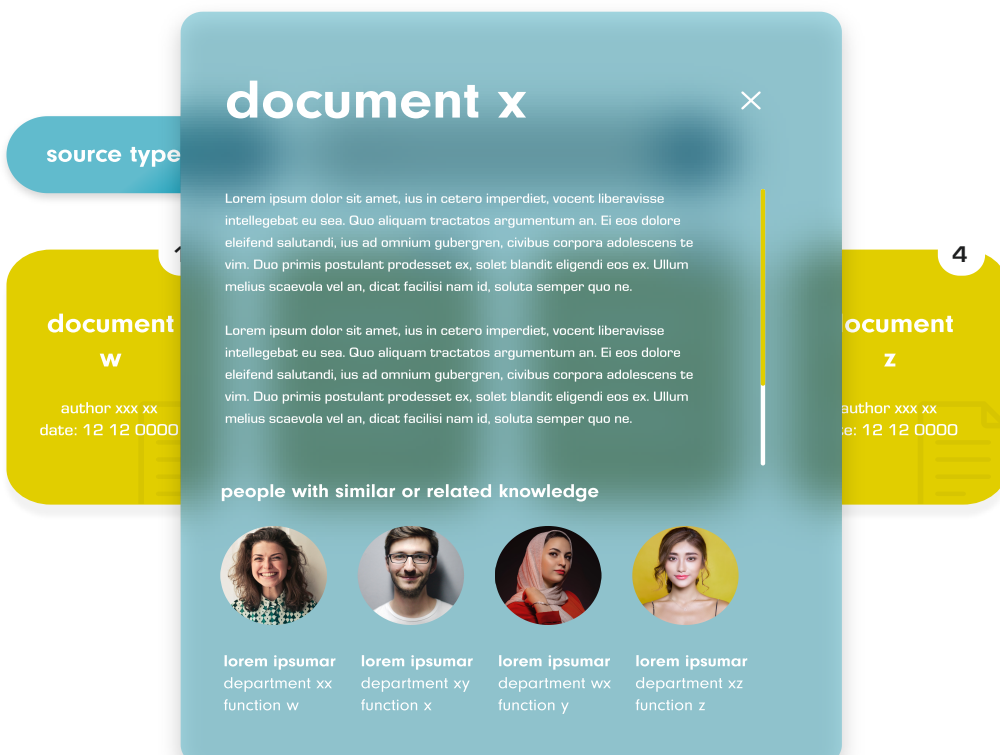 document x
source type
Lorem ipsum dolor sit amet, ius in cetero imperdiet, vocent liberavisse
intellegebat eu sea. Quo aliquam tractatos argumentum an. Ei eos dolore
eleifend salutandi, ius ad omnium gubergren, civibus corpora adolescens te
vim. Duo primis postulant prodesset ex, solet blandit eligendi eos ex. Ullum
melius scaevola vel an, dicat facilisi nam id, soluta semper quo ne.
Lorem ipsum dolor sit amet, ius in cetero imperdiet, vocent liberavisse
intellegebat eu sea. Quo aliquam tractatos argumentum an. Ei eos dolore
eleifend salutandi, ius ad omnium gubergren, civibus corpora adolescens te
vim. Duo primis postulant prodesset ex, solet blandit eligendi eos ex. Ullum
melius scaevola vel an, dicat facilisi nam id, soluta semper quo ne.
document
w
author xxx xx
date: 12 12 0000
4
ocument
z
author xxx xx
12 12 0000
people with similar or related knowledge
lorem ipsumar
department xx
function w
lorem ipsumar
department xy
function x
lorem ipsumar
department wx
function y
lorem ipsumar
department xz
function z